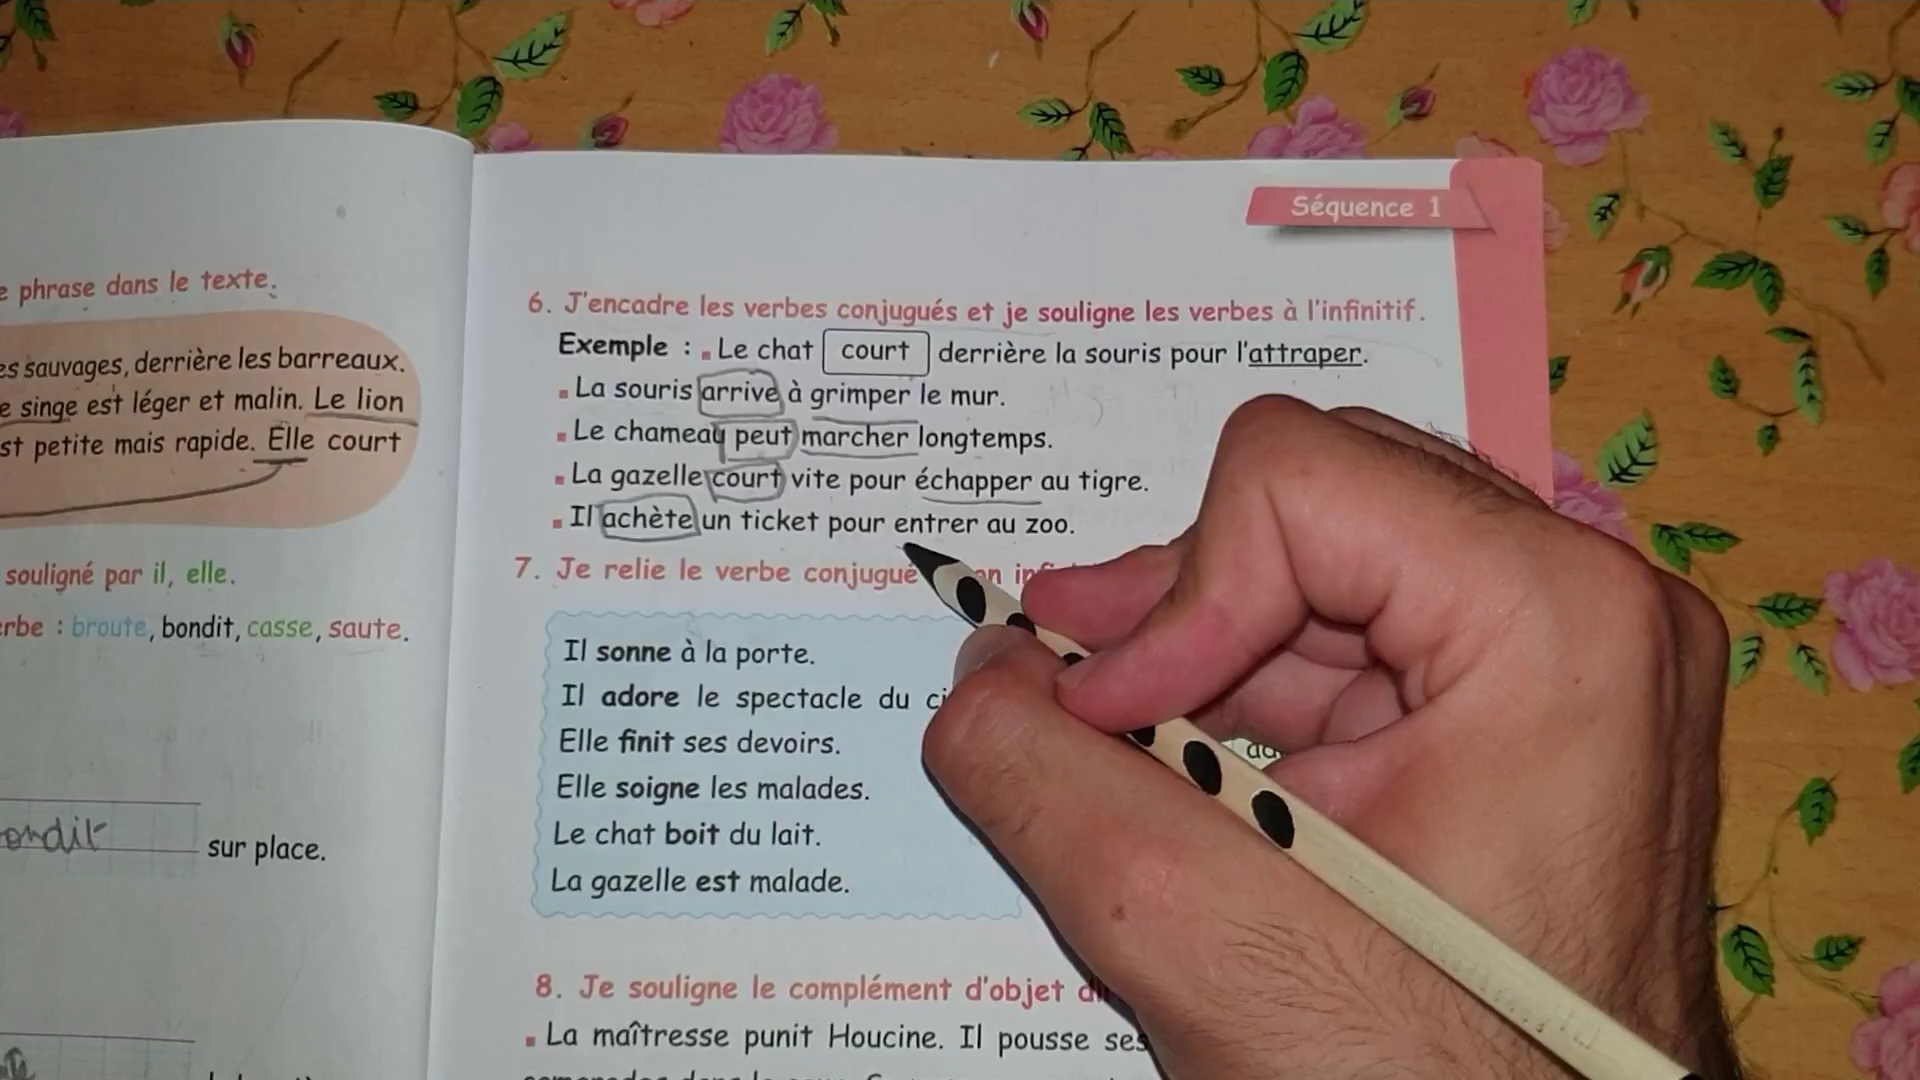 e phrase dans le texte.
es sauvages, derrière les barreaux.
e singe est léger et malin. Le lion
st petite mais rapide. Elle court
souligné par il, elle.
erbe : broute, bondit, casse, saute.
ondit
sur place.
Séquence 1
6. J'encadre les verbes conjugués et je souligne les verbes à l'infinitif.
Exemple : ▪ Le chat court derrière la souris pour l'attraper.
▪ La souris arrive à grimper le mur.
▪ Le chameau peut marcher longtemps.
▪ La gazelle court vite pour échapper au tigre.
▪ Il achète un ticket pour entrer au zoo.
7. Je relie le verbe conjugué
Il sonne à la porte.
Il adore le spectacle du
Elle finit ses devoirs.
Elle soigne les malades.
Le chat boit du lait.
La gazelle est malade.
8. Je souligne le complément d'objet
▪ La maîtresse punit Houcine. Il pousse ses